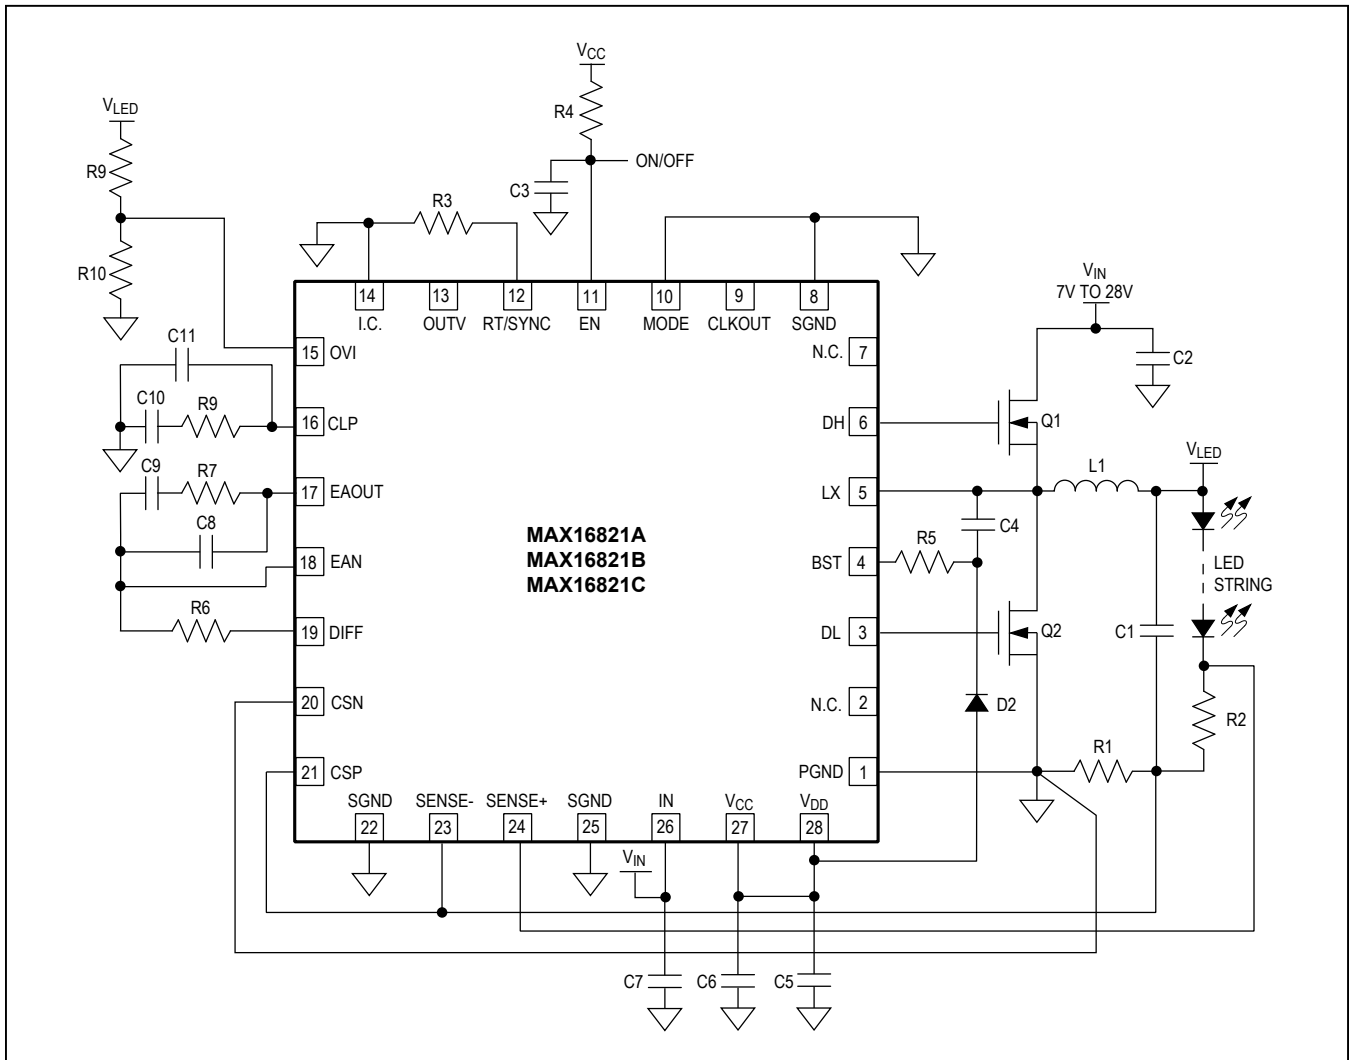 VCC
R4
VLED
R9
ON/OFF
C3
R3
R10
VIN
7V TO 28V
C2
14 13 12 11 10 9 8
I.C. OUTV RT/SYNC EN MODE CLKOUT SGND
C11
15 OVI
N.C. 7
C10 R9
16 CLP
DH 6
Q1
C9 R7
17 EAOUT
LX 5
L1
VLED
C8
C4
MAX16821A
MAX16821B
MAX16821C
18 EAN
BST 4
R5
LED
STRING
R6
19 DIFF
DL 3
Q2
C1
20 CSN
N.C. 2
D2
R2
21 CSP
PGND 1
R1
SGND SENSE- SENSE+ SGND IN VCC VDD
22 23 24 25 26 27 28
VIN
C7 C6 C5